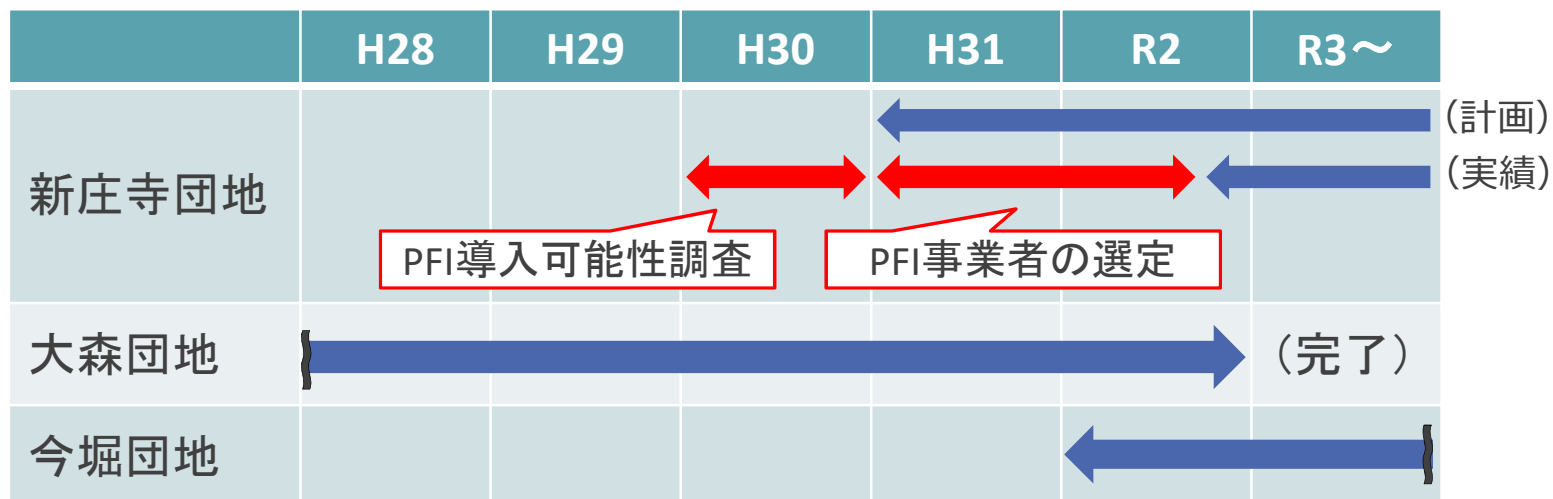 H28 H29 H30 H31 R2 R3～
（計画）
新庄寺団地 （実績）
PFI導入可能性調査 PFI事業者の選定
大森団地 （完了）
今堀団地